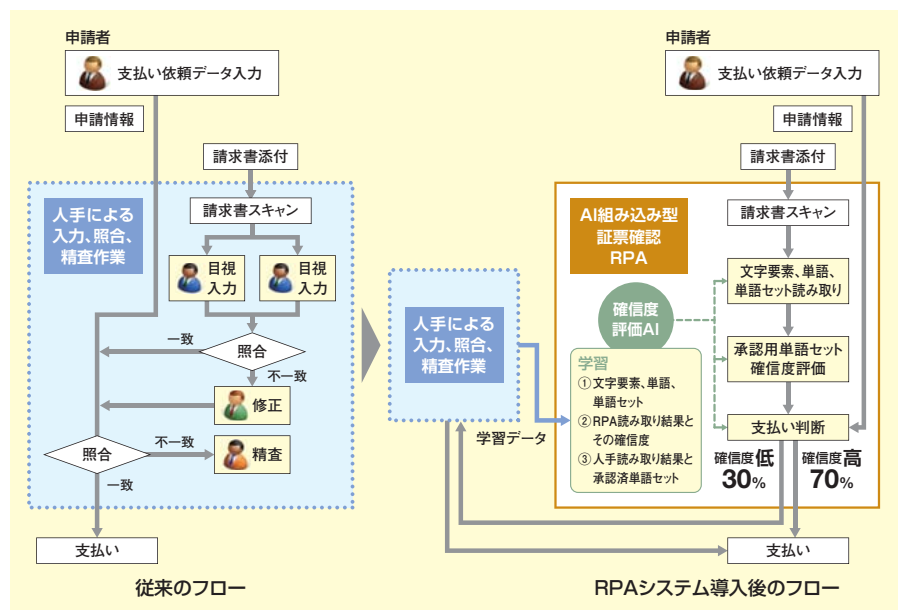 申請者
支払い依頼データ入力
申請情報
請求書添付
人手による
入力、照合、
精査作業
請求書スキャン
目視
入力
目視
入力
一致
照合
不一致
修正
照合
不一致
精査
一致
支払い
従来のフロー
人手による
入力、照合、
精査作業
学習データ
申請者
支払い依頼データ入力
申請情報
請求書添付
AI組み込み型
証票確認
RPA
請求書スキャン
文字要素、単語、
単語セット読み取り
確信度
評価AI
承認用単語セット
確信度評価
学習
①文字要素、単語、
単語セット
②RPA読み取り結果と
その確信度
③人手読み取り結果と
承認済単語セット
支払い判断
確信度低
30%
確信度高
70%
支払い
RPAシステム導入後のフロー